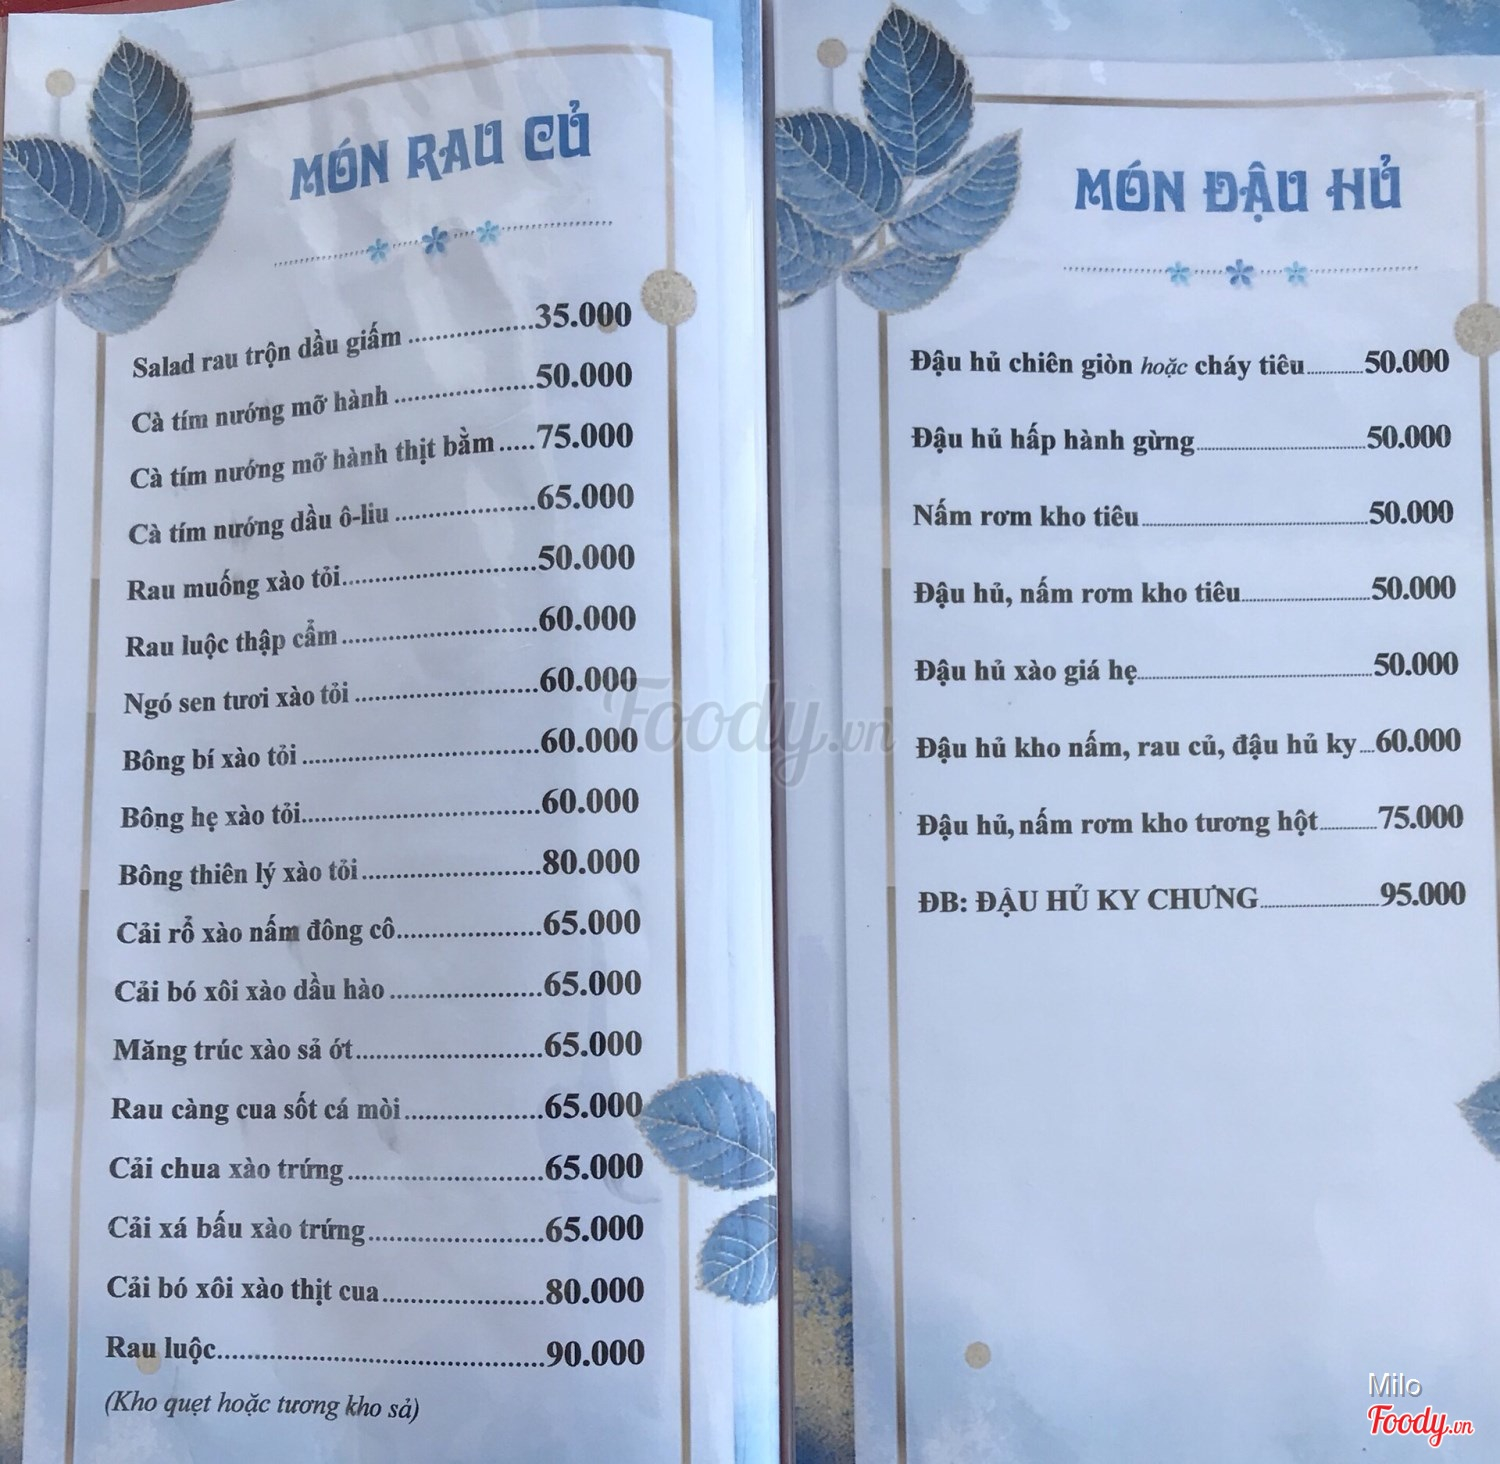 MÓN RAU CỦ
Salad rau trộn dầu giấm ...............35.000
Cà tím nướng mỡ hành ................50.000
Cà tím nướng mỡ hành thịt bằm .....75.000
Cà tím nướng dầu ô-liu ................65.000
Rau muống xào tỏi......................50.000
Rau luộc thập cẩm......................60.000
Ngó sen tươi xào tỏi ....................60.000
Bông bí xào tỏi ...........................60.000
Bông hẹ xào tỏi...........................60.000
Bông thiên lý xào tỏi....................80.000
Cải rổ xào nấm đông cô................65.000
Cải bó xôi xào dầu hào .................65.000
Măng trúc xào sả ớt.....................65.000
Rau càng cua sốt cá mòi...............65.000
Cải chua xào trứng......................65.000
Cải xá bấu xào trứng....................65.000
Cải bó xôi xào thịt cua..................80.000
Rau luộc.....................................90.000
(Kho quẹt hoặc tương kho sả)
MÓN ĐẬU HỦ
Đậu hủ chiên giòn hoặc cháy tiêu............50.000
Đậu hủ hấp hành gừng............50.000
Nấm rơm kho tiêu............50.000
Đậu hủ, nấm rơm kho tiêu............50.000
Đậu hủ xào giá hẹ............50.000
Đậu hủ kho nấm, rau củ, đậu hủ ky....60.000
Đậu hủ, nấm rơm kho tương hột............75.000
ĐB: ĐẬU HỦ KY CHƯNG............95.000
Foody.vn
Milo
Foody.vn